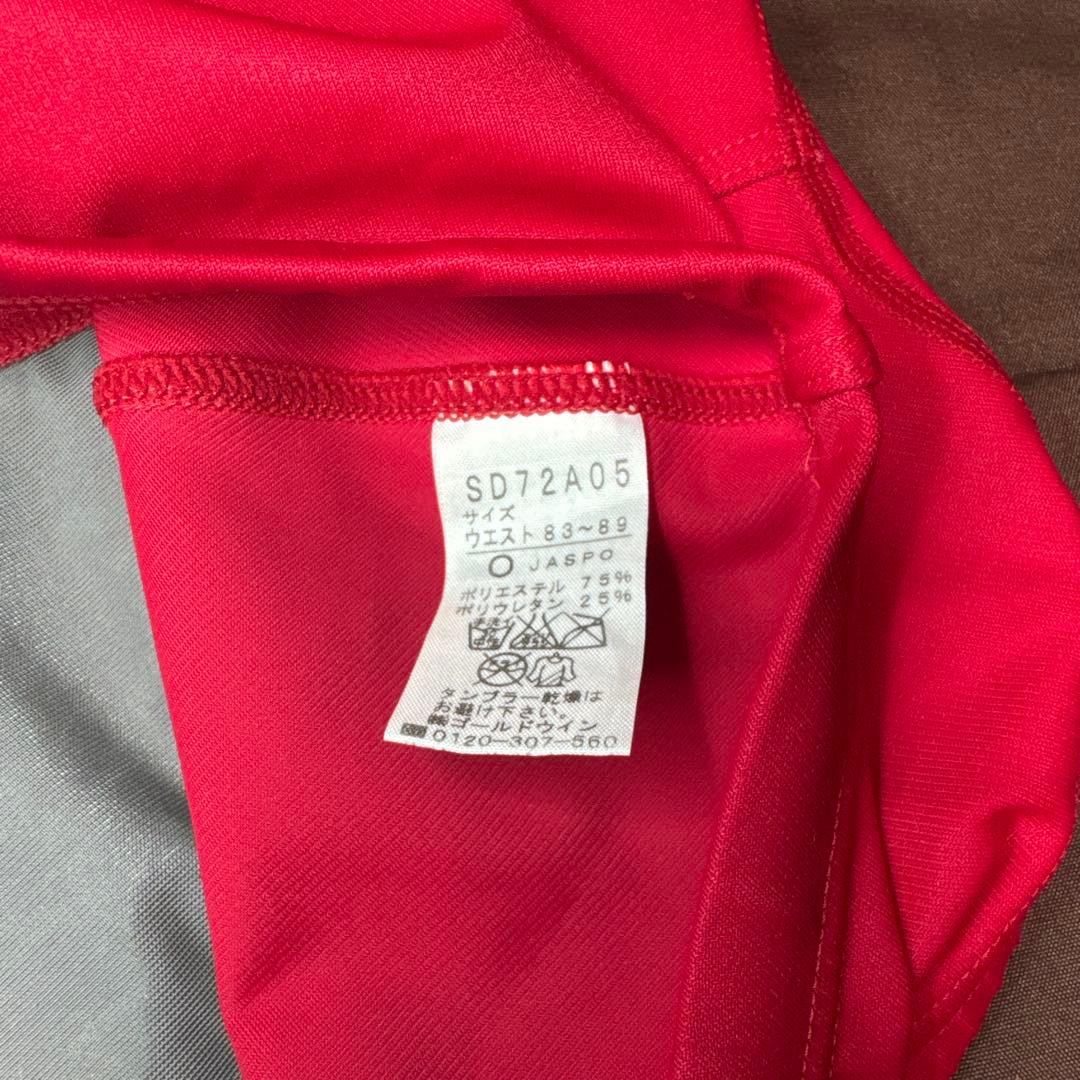 SD72A05
サイズ
ウエスト 83~89
O JASPO
ポリエステル 75%
ポリウレタン 25%
タンブラー乾燥は
お避け下さい。
㈱ゴールドウイン
0120-307-560